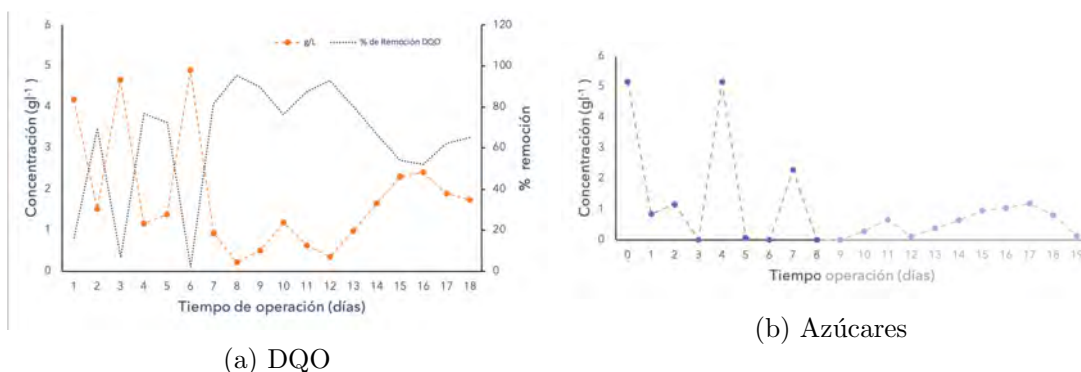 g/L
% de Remoción DQO
Concentración (gl-1 )
6
5
4
3
2
1
0
120
100
80
60
40
20
0
% remoción
1 2 3 4 5 6 7 8 9 10 11 12 13 14 15 16 17 18
Tiempo de operación (días)
(a) DQO
Concentración (gl-1 )
6
5
4
3
2
1
0
0 1 2 3 4 5 6 7 8 9 10 11 12 13 14 15 16 17 18 19
Tiempo operación (días)
(b) Azúcares